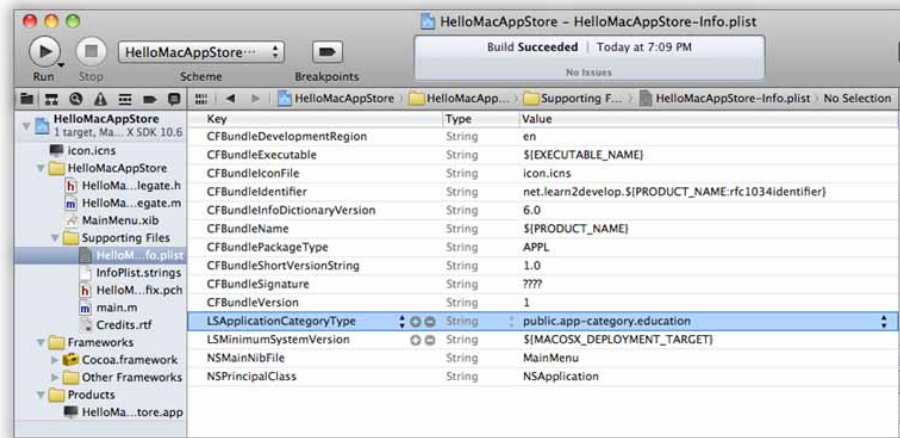 HelloMacAppStore – HelloMacAppStore-Info.plist
HelloMacAppStore...
Build Succeeded | Today at 7:09 PM
No Issues
Run Stop Scheme Breakpoints
HelloMacAppStore HelloMacApp... Supporting F... HelloMacAppStore-Info.plist No Selection
HelloMacAppStore
1 target, Ma... X SDK 10.6
icon.icns
HelloMacAppStore
HelloMa...legate.h
HelloMa...egate.m
MainMenu.xib
Supporting Files
HelloM...fo.plist
InfoPlist.strings
HelloM...fix.pch
main.m
Credits.rtf
Frameworks
Cocoa.framework
Other Frameworks
Products
HelloMa...tore.app
Key Type Value
CFBundleDevelopmentRegion String en
CFBundleExecutable String ${EXECUTABLE_NAME}
CFBundleIconFile String icon.icns
CFBundleIdentifier String net.learn2develop.${PRODUCT_NAME:rfc1034identifier}
CFBundleInfoDictionaryVersion String 6.0
CFBundleName String ${PRODUCT_NAME}
CFBundlePackageType String APPL
CFBundleShortVersionString String 1.0
CFBundleSignature String ????
CFBundleVersion String 1
LSApplicationCategoryType String public.app-category.education
LSMinimumSystemVersion String ${MACOSX_DEPLOYMENT_TARGET}
NSMainNibFile String MainMenu
NSPrincipalClass String NSApplication